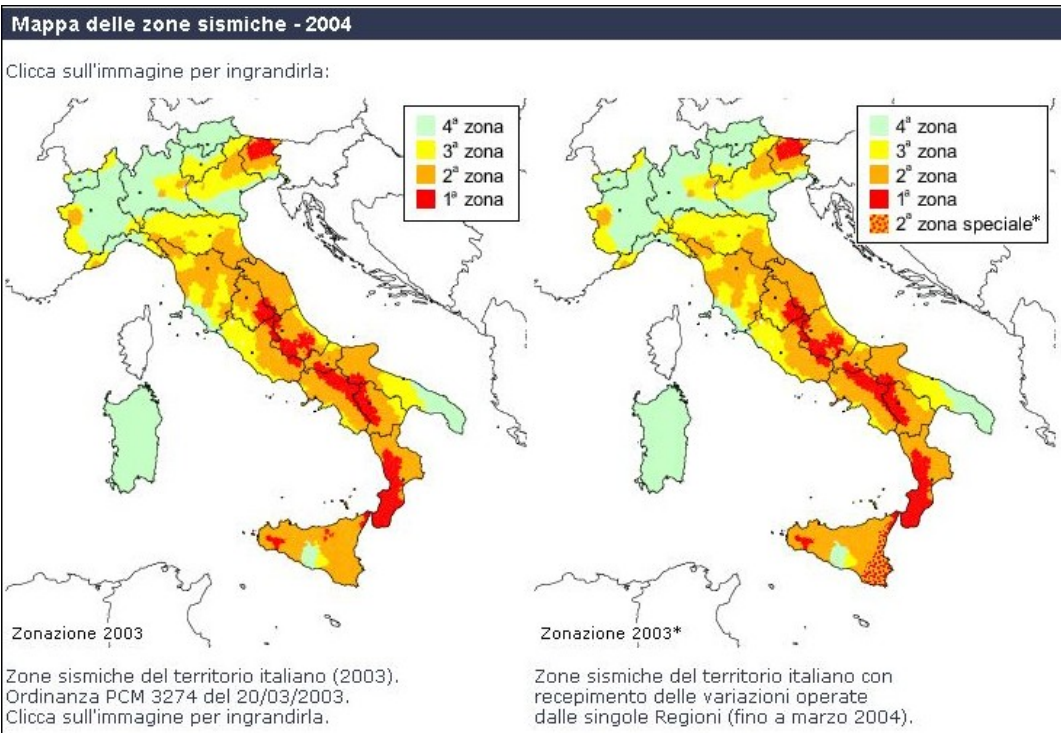 Mappa delle zone sismiche - 2004
Clicca sull'immagine per ingrandirla:
4ª zona
3ª zona
2ª zona
1ª zona
Zonazione 2003
Zone sismiche del territorio italiano (2003).
Ordinanza PCM 3274 del 20/03/2003.
Clicca sull'immagine per ingrandirla.
4ª zona
3ª zona
2ª zona
1ª zona
2ª zona speciale*
Zonazione 2003*
Zone sismiche del territorio italiano con
recepimento delle variazioni operate
dalle singole Regioni (fino a marzo 2004).